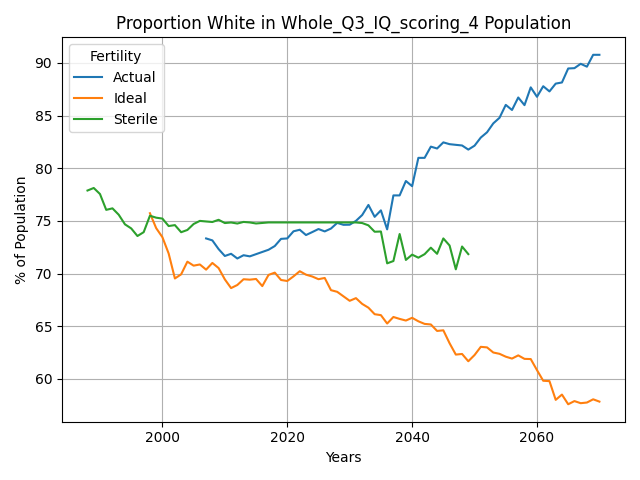 Proportion White in Whole_Q3_IQ_scoring_4 Population
Fertility
Actual
Ideal
Sterile
% of Population
90
85
80
75
70
65
60
2000
2020
2040
2060
Years